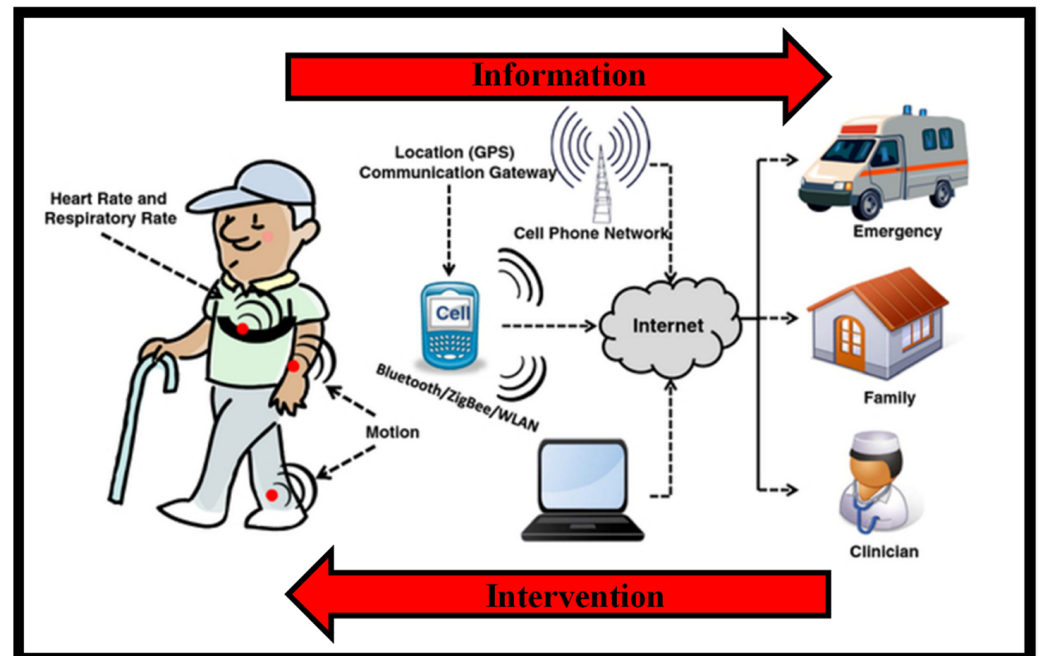 Information
Location (GPS)
Communication Gateway
Heart Rate and
Respiratory Rate
Cell Phone Network
Emergency
Cell
Internet
Bluetooth/ZigBee/WLAN
Family
Motion
Clinician
Intervention